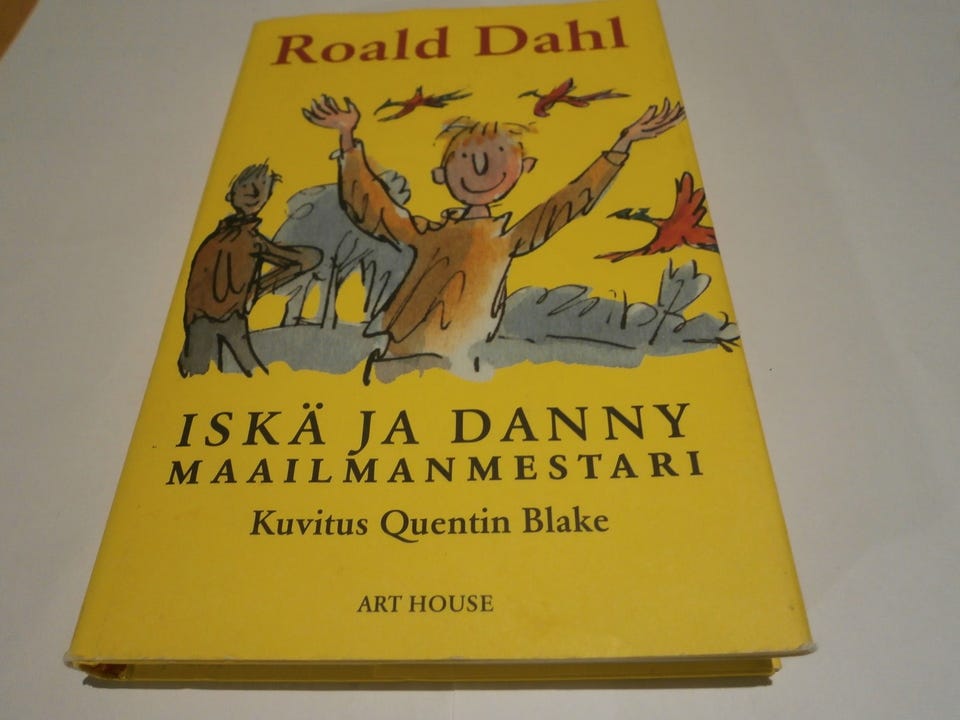 Roald Dahl
ISKÄ JA DANNY
MAAILMANMESTARI
Kuvitus Quentin Blake
ART HOUSE